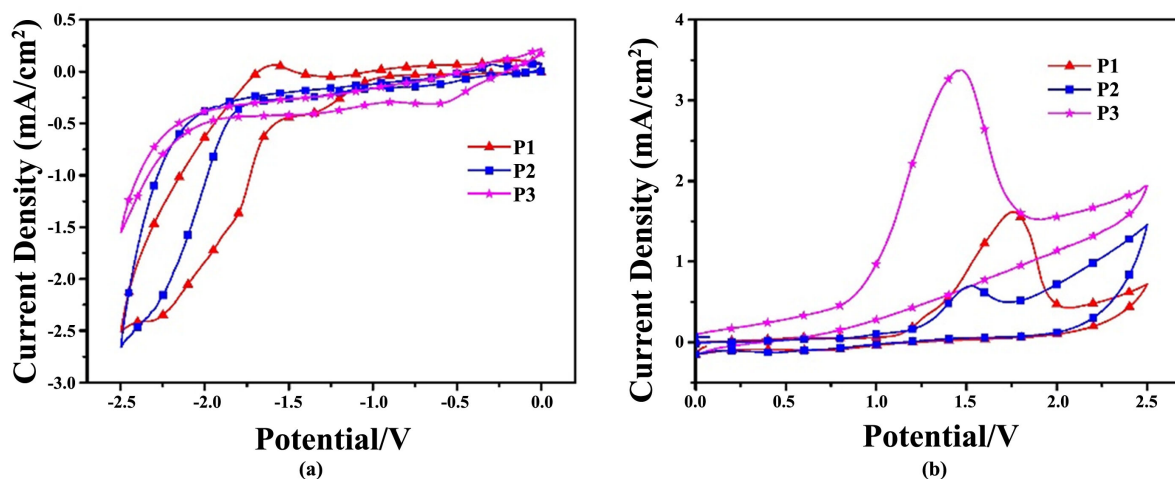 0.5
0.0
-0.5
-1.0
-1.5
-2.0
-2.5
-3.0
Current Density (mA/cm²)
P1
P2
P3
-2.5 -2.0 -1.5 -1.0 -0.5 0.0
Potential/V
(a)
4
3
2
1
0
Current Density (mA/cm²)
P1
P2
P3
0.0 0.5 1.0 1.5 2.0 2.5
Potential/V
(b)